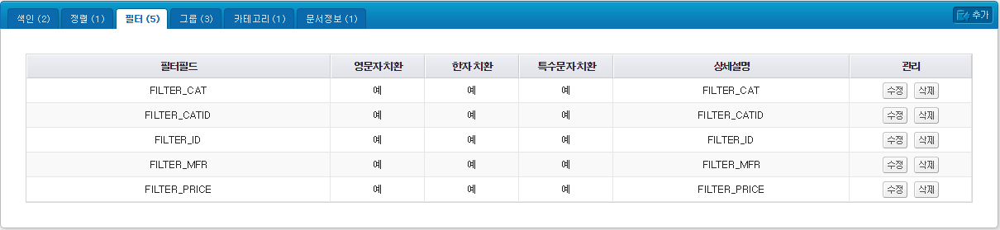 색인 (2) 정렬 (1) 필터 (5) 그룹 (3) 카테고리 (1) 문서정보 (1) 추가
필터필드 영문자치환 한자치환 특수문자치환 상세설명 관리
FILTER_CAT 예 예 예 FILTER_CAT 수정 삭제
FILTER_CATID 예 예 예 FILTER_CATID 수정 삭제
FILTER_ID 예 예 예 FILTER_ID 수정 삭제
FILTER_MFR 예 예 예 FILTER_MFR 수정 삭제
FILTER_PRICE 예 예 예 FILTER_PRICE 수정 삭제